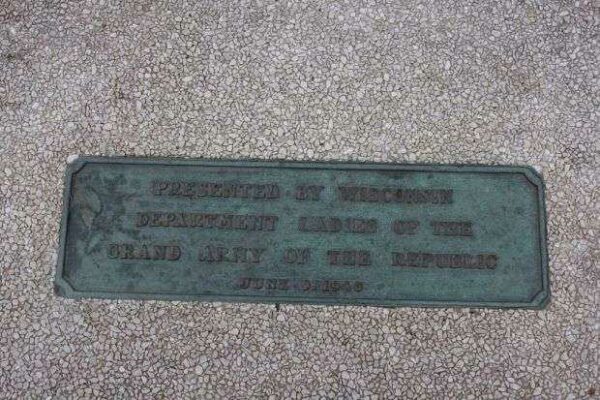 PRESENTED BY WISCONSIN
DEPARTMENT LADIES OF THE
GRAND ARMY OF THE REPUBLIC
JUNE